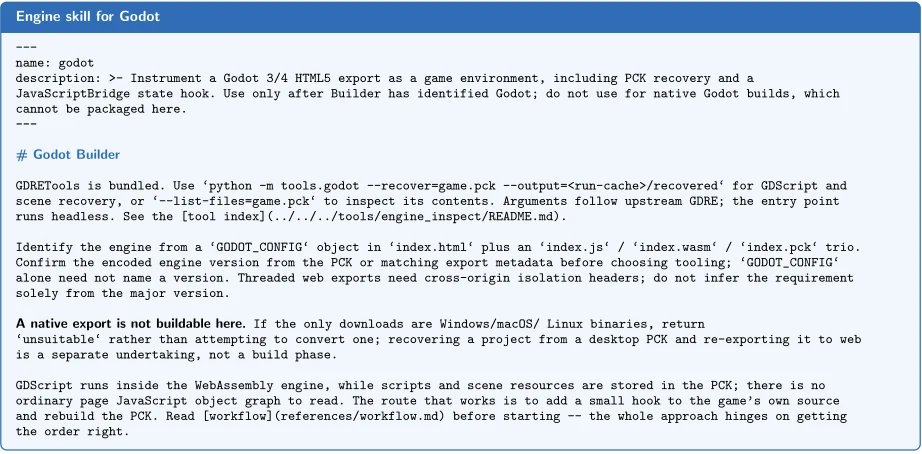 Engine skill for Godot
---
name: godot
description: >- Instrument a Godot 3/4 HTML5 export as a game environment, including PCK recovery and a
JavaScriptBridge state hook. Use only after Builder has identified Godot; do not use for native Godot builds, which
cannot be packaged here.
---
# Godot Builder
GDRETools is bundled. Use ‘python -m tools.godot --recover=game.pck --output=<run-cache>/recovered‘ for GDScript and
scene recovery, or ‘--list-files=game.pck‘ to inspect its contents. Arguments follow upstream GDRE; the entry point
runs headless. See the [tool index](../../../tools/engine_inspect/README.md).
Identify the engine from a ‘GODOT_CONFIG‘ object in ‘index.html‘ plus an ‘index.js‘ / ‘index.wasm‘ / ‘index.pck‘ trio.
Confirm the encoded engine version from the PCK or matching export metadata before choosing tooling; ‘GODOT_CONFIG‘
alone need not name a version. Threaded web exports need cross-origin isolation headers; do not infer the requirement
solely from the major version.
A native export is not buildable here. If the only downloads are Windows/macOS/ Linux binaries, return
‘unsuitable‘ rather than attempting to convert one; recovering a project from a desktop PCK and re-exporting it to web
is a separate undertaking, not a build phase.
GDScript runs inside the WebAssembly engine, while scripts and scene resources are stored in the PCK; there is no
ordinary page JavaScript object graph to read. The route that works is to add a small hook to the game's own source
and rebuild the PCK. Read [workflow](references/workflow.md) before starting -- the whole approach hinges on getting
the order right.